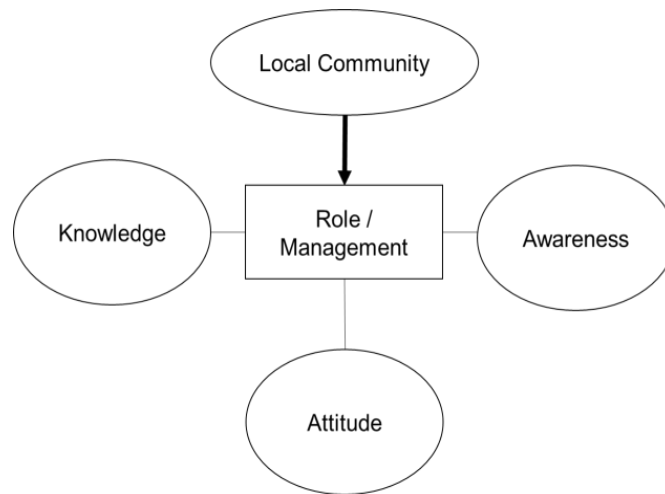 Local Community
Knowledge
Role /
Management
Awareness
Attitude